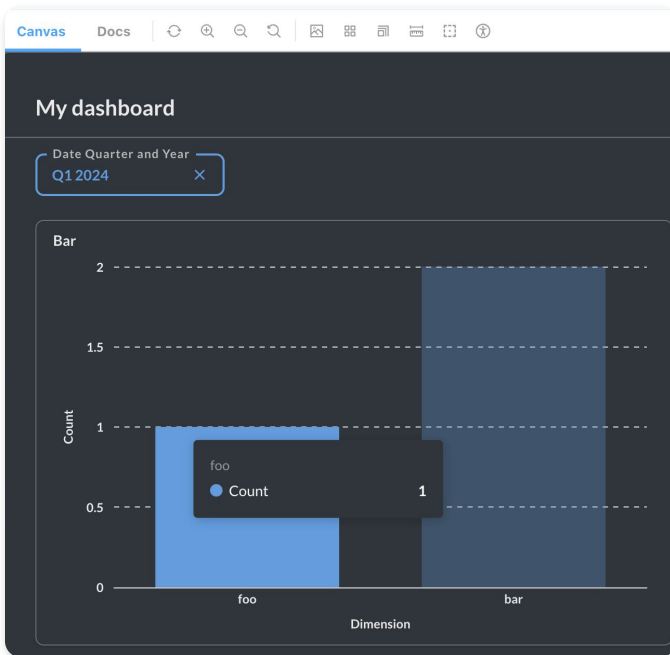 Canvas Docs
My dashboard
Date Quarter and Year
Q1 2024
Bar
2
1.5
1
0.5
0
Count
foo
Count 1
foo bar
Dimension